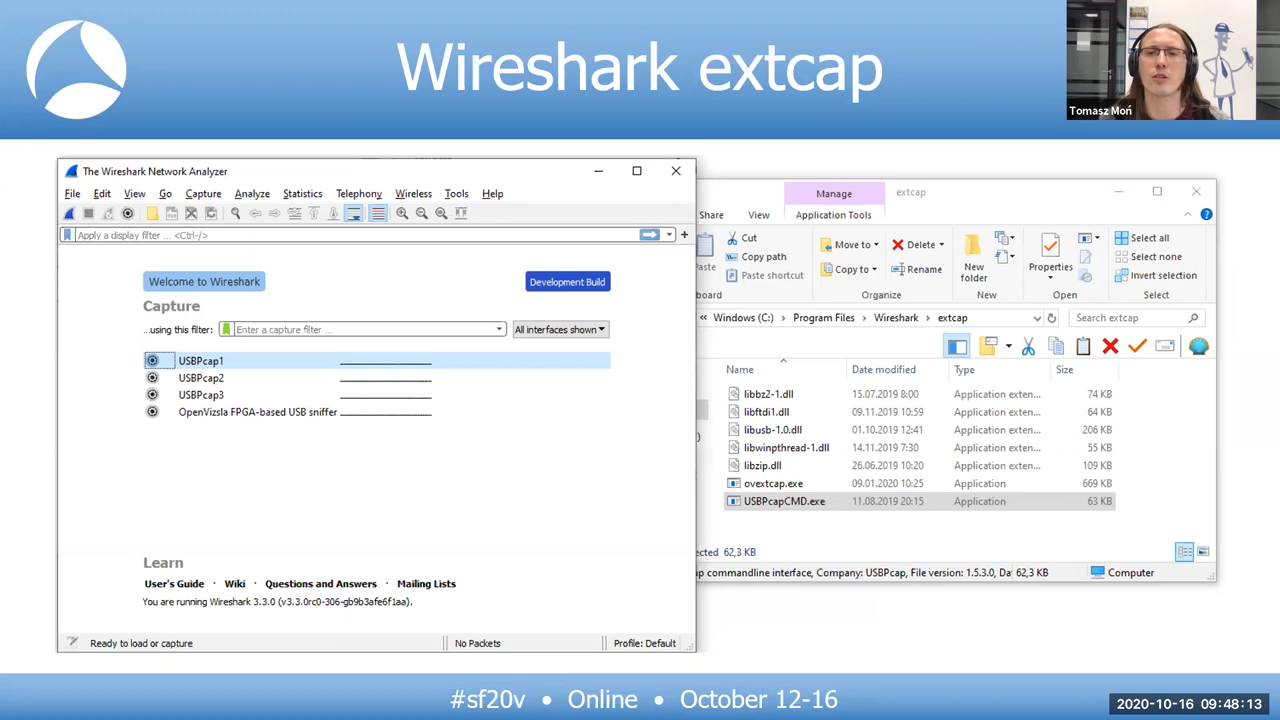 Wireshark extcap
Tomasz Moń
The Wireshark Network Analyzer
File Edit View Go Capture Analyze Statistics Telephony Wireless Tools Help
Apply a display filter ... <Ctrl-/>
Welcome to Wireshark
Development Build
Capture
...using this filter:
Enter a capture filter ...
All interfaces shown
USBPcap1
USBPcap2
USBPcap3
OpenVizsla FPGA-based USB sniffer
Learn
User's Guide · Wiki · Questions and Answers · Mailing Lists
You are running Wireshark 3.3.0 (v3.3.0rc0-306-gb9b3afe6f1aa).
Ready to load or capture
No Packets
Profile: Default
Manage
extcap
Share View Application Tools
Cut
Copy path
Paste shortcut
Move to
Copy to
Delete
Rename
New folder
Properties
Select all
Select none
Invert selection
Organize New Open Select
« Windows (C:) > Program Files > Wireshark > extcap
Search extcap
Name Date modified Type Size
libbz2-1.dll 15.07.2019 9:00 Application exten... 74 KB
libftdi1.dll 11.07.2019 10:59 Application exten... 64 KB
libusb-1.0.dll 01.10.2019 12:41 Application exten... 206 KB
libwinpthread-1.dll 14.11.2019 7:30 Application exten... 55 KB
libzip.dll 26.06.2019 10:20 Application exten... 109 KB
ovextcap.exe 09.01.2020 10:25 Application 669 KB
USBPcapCMD.exe 11.08.2019 20:15 Application 63 KB
ected 62,3 KB
p commandline interface, Company: USBPcap, File version: 1.5.3.0, Da 62,3 KB
Computer
#sf20v • Online • October 12-16
2020-10-16 09:48:13